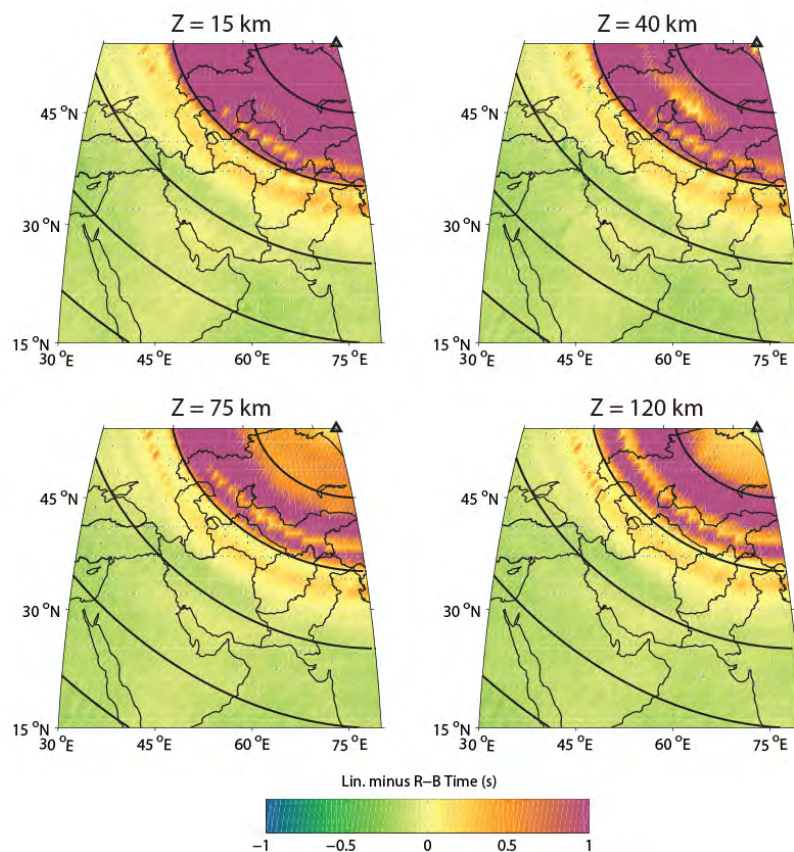 Z = 15 km
Z = 40 km
45 °N
30 °N
15 °N
30 °E
45 °E
60 °E
75 °E
45 °N
30 °N
15 °N
30 °E
45 °E
60 °E
75 °E
Z = 75 km
Z = 120 km
45 °N
30 °N
15 °N
30 °E
45 °E
60 °E
75 °E
45 °N
30 °N
15 °N
30 °E
45 °E
60 °E
75 °E
Lin. minus R−B Time (s)
−1 −0.5 0 0.5 1